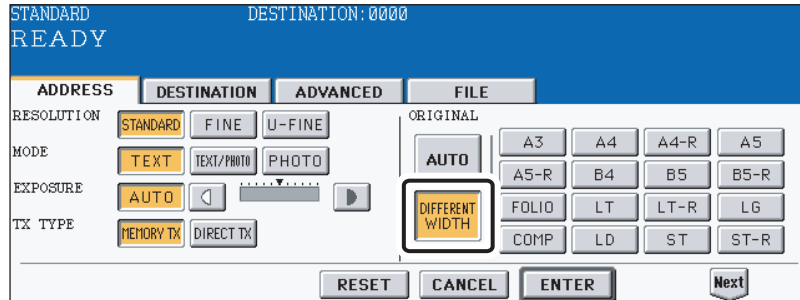 STANDARD DESTINATION:0000
READY
ADDRESS DESTINATION ADVANCED FILE
RESOLUTION STANDARD FINE U-FINE
MODE TEXT TEXT/PHOTO PHOTO
EXPOSURE AUTO
TX TYPE MEMORY TX DIRECT TX
ORIGINAL
AUTO
DIFFERENT
WIDTH
A3 A4 A4-R A5
A5-R B4 B5 B5-R
FOLIO LT LT-R LG
COMP LD ST ST-R
RESET CANCEL ENTER Next